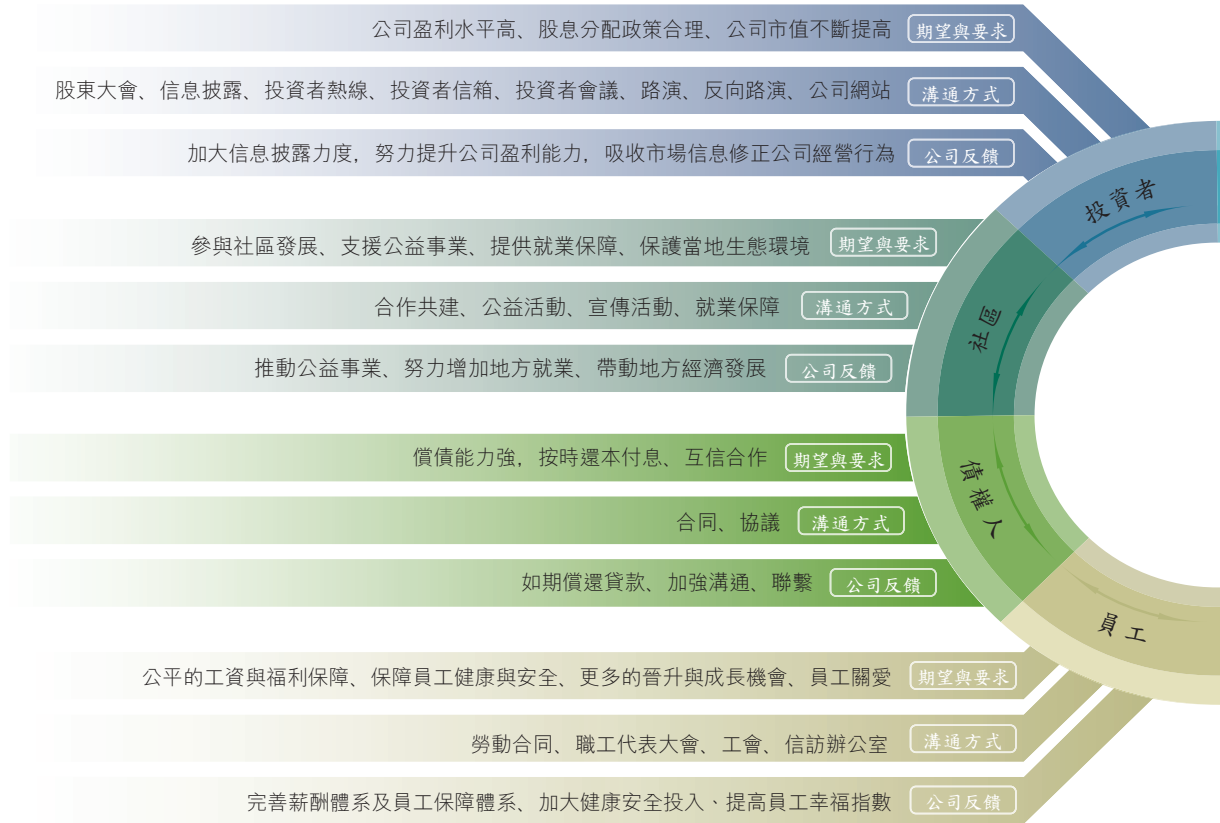 公司盈利水平高、股息分配政策合理、公司市值不斷提高 期望與要求
股東大會、信息披露、投資者熱線、投資者信箱、投資者會議、路演、反向路演、公司網站 溝通方式
加大信息披露力度，努力提升公司盈利能力，吸收市場信息修正公司經營行為 公司反饋
投資者
參與社區發展、支援公益事業、提供就業保障、保護當地生態環境 期望與要求
合作共建、公益活動、宣傳活動、就業保障 溝通方式
推動公益事業、努力增加地方就業、帶動地方經濟發展 公司反饋
社區
償債能力強，按時還本付息、互信合作 期望與要求
合同、協議 溝通方式
如期償還貸款、加強溝通、聯繫 公司反饋
債權人
公平的工資與福利保障、保障員工健康與安全、更多的晉升與成長機會、員工關愛 期望與要求
勞動合同、職工代表大會、工會、信訪辦公室 溝通方式
完善薪酬體系及員工保障體系、加大健康安全投入、提高員工幸福指數 公司反饋
員工